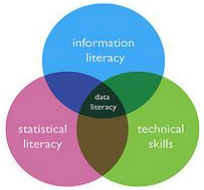 information
literacy
data
literacy
statistical
literacy
technical
skills